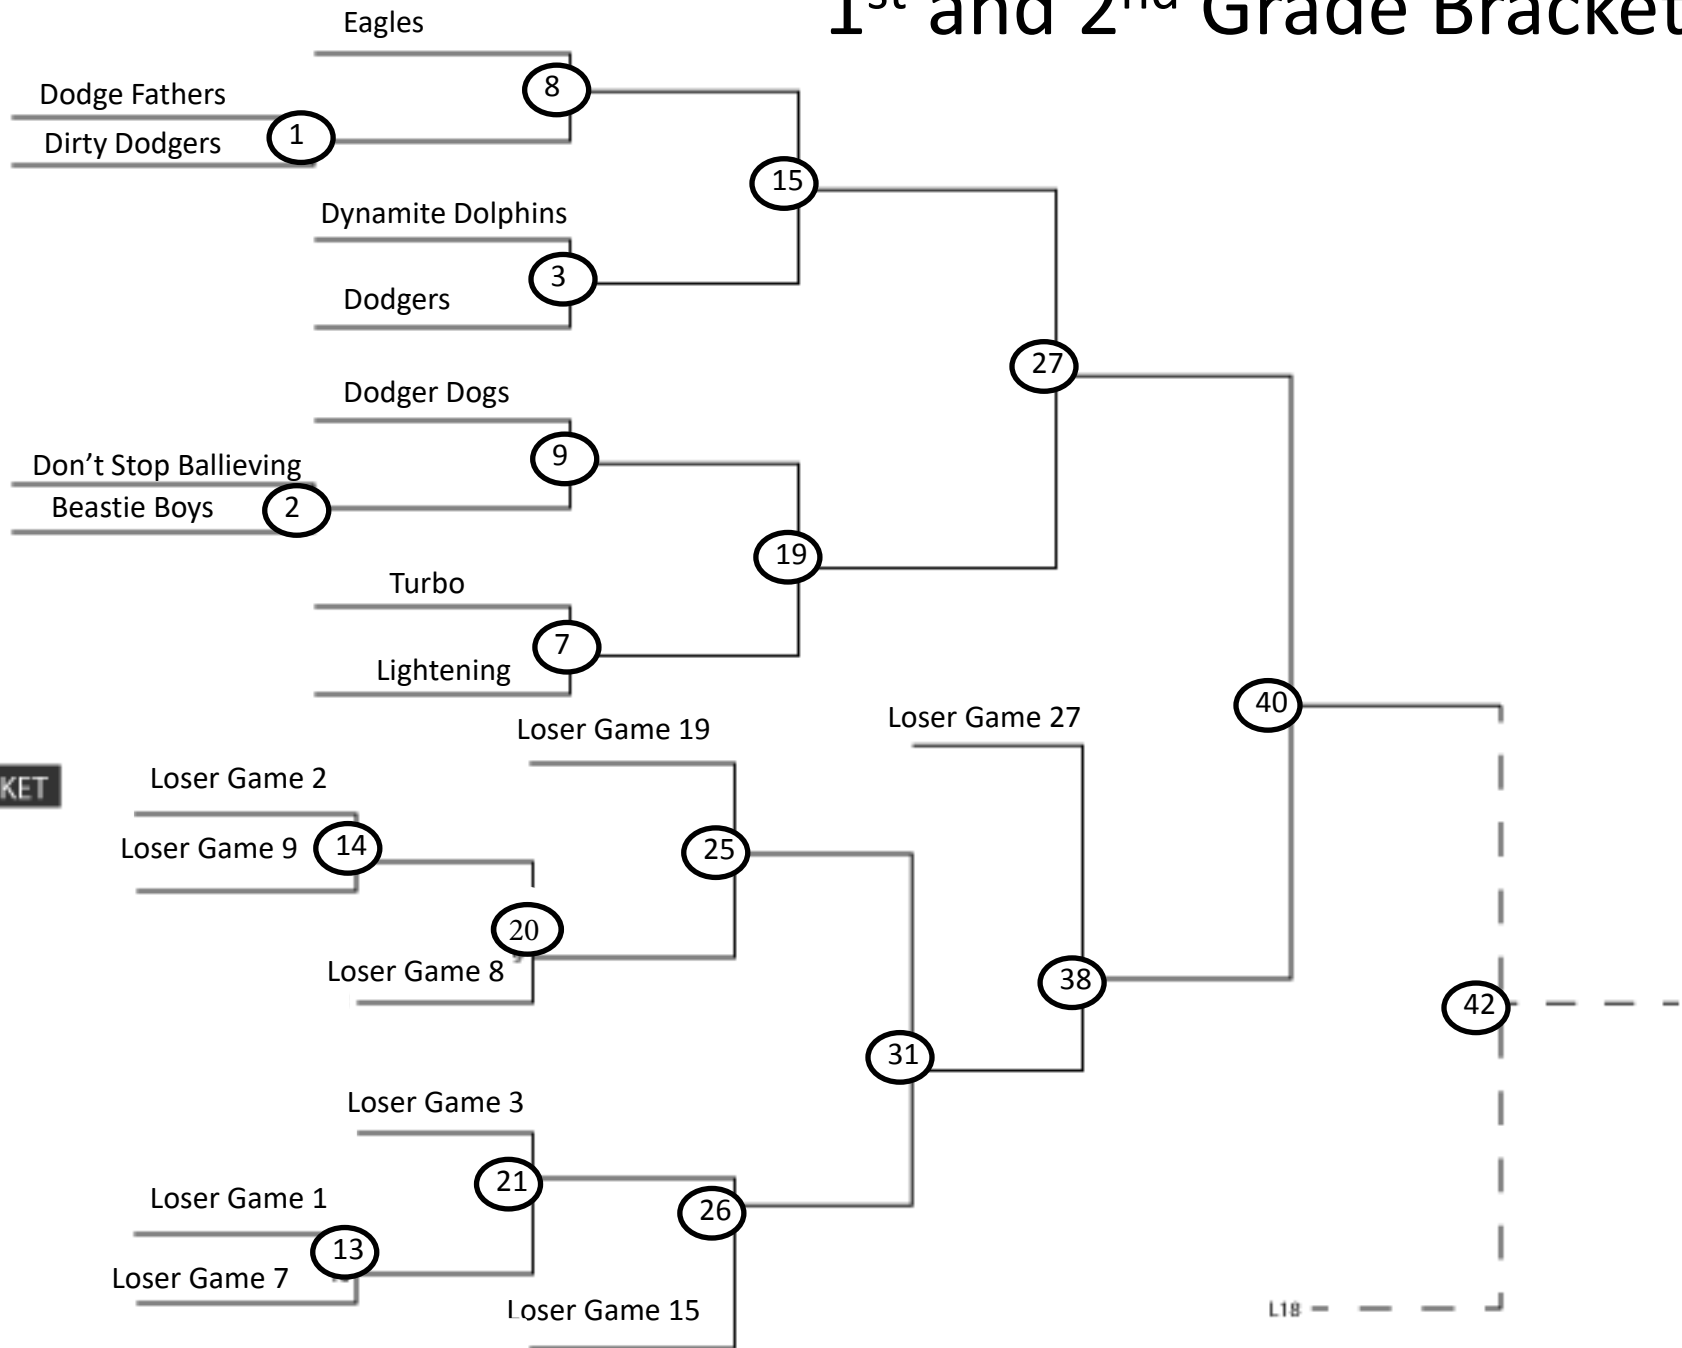 1st and 2nd Grade Bracket
Eagles
8
Dodge Fathers
1
Dirty Dodgers
15
Dynamite Dolphins
3
Dodgers
27
Dodger Dogs
9
Don’t Stop Ballieving
2
Beastie Boys
19
Turbo
7
Lightening
40
Loser Game 19
Loser Game 27
KET
Loser Game 2
14
Loser Game 9
25
20
Loser Game 8
38
42
31
Loser Game 3
21
26
Loser Game 1
13
Loser Game 7
Loser Game 15
L18